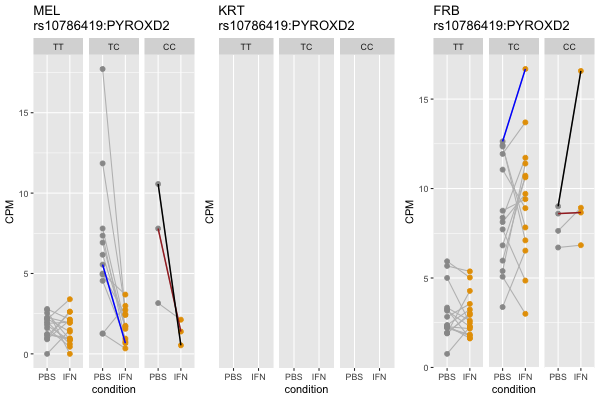 MEL
rs10786419:PYROXD2
TT TC CC
CPM
15
10
5
0
PBS IFN PBS IFN PBS IFN
condition
KRT
rs10786419:PYROXD2
TT TC CC
CPM
PBS IFN PBS IFN PBS IFN
condition
FRB
rs10786419:PYROXD2
TT TC CC
CPM
15
10
5
0
PBS IFN PBS IFN PBS IFN
condition